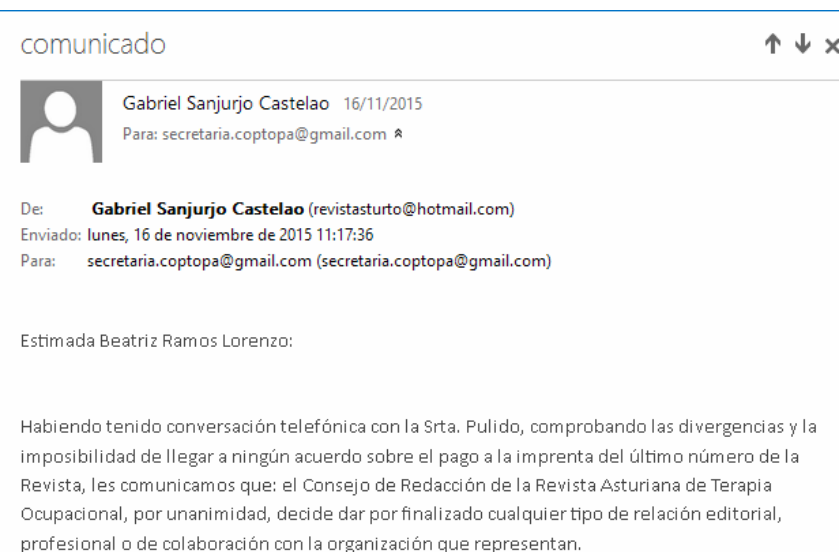 comunicado
Gabriel Sanjurjo Castelao 16/11/2015
Para: secretaria.coptopa@gmail.com
De: Gabriel Sanjurjo Castelao (revistasturto@hotmail.com)
Enviado: lunes, 16 de noviembre de 2015 11:17:36
Para: secretaria.coptopa@gmail.com (secretaria.coptopa@gmail.com)
Estimada Beatriz Ramos Lorenzo:
Habiendo tenido conversación telefónica con la Srta. Pulido, comprobando las divergencias y la
imposibilidad de llegar a ningún acuerdo sobre el pago a la imprenta del último número de la
Revista, les comunicamos que: el Consejo de Redacción de la Revista Asturiana de Terapia
Ocupacional, por unanimidad, decide dar por finalizado cualquier tipo de relación editorial,
profesional o de colaboración con la organización que representan.